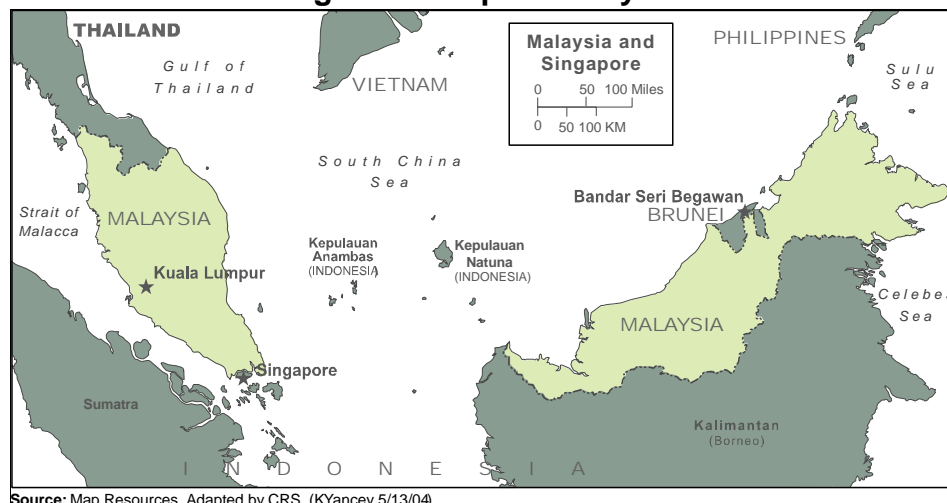 THAILAND
Gulf of
Thailand
VIETNAM
Malaysia and
Singapore
0 50 100 Miles
0 50 100 KM
PHILIPPINES
Sulu
Sea
South China
Sea
Strait of
Malacca
MALAYSIA
Kuala Lumpur
Kepulauan
Anambas
(INDONESIA)
Kepulauan
Natuna
(INDONESIA)
Bandar Seri Begawan
BRUNEI
MALAYSIA
Celebes
Sea
Singapore
Sumatra
Kalimantan
(Borneo)
INDONESIA
Source: Map Resources. Adapted by CRS. (KYancey 5/13/04)